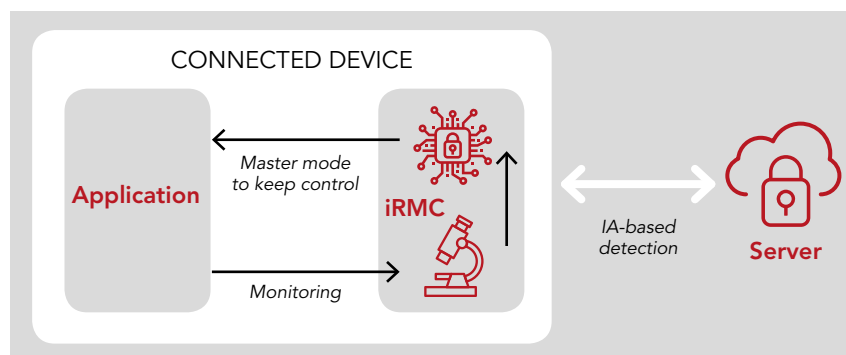 CONNECTED DEVICE
Application
Master mode
to keep control
iRMC
Monitoring
IA-based
detection
Server